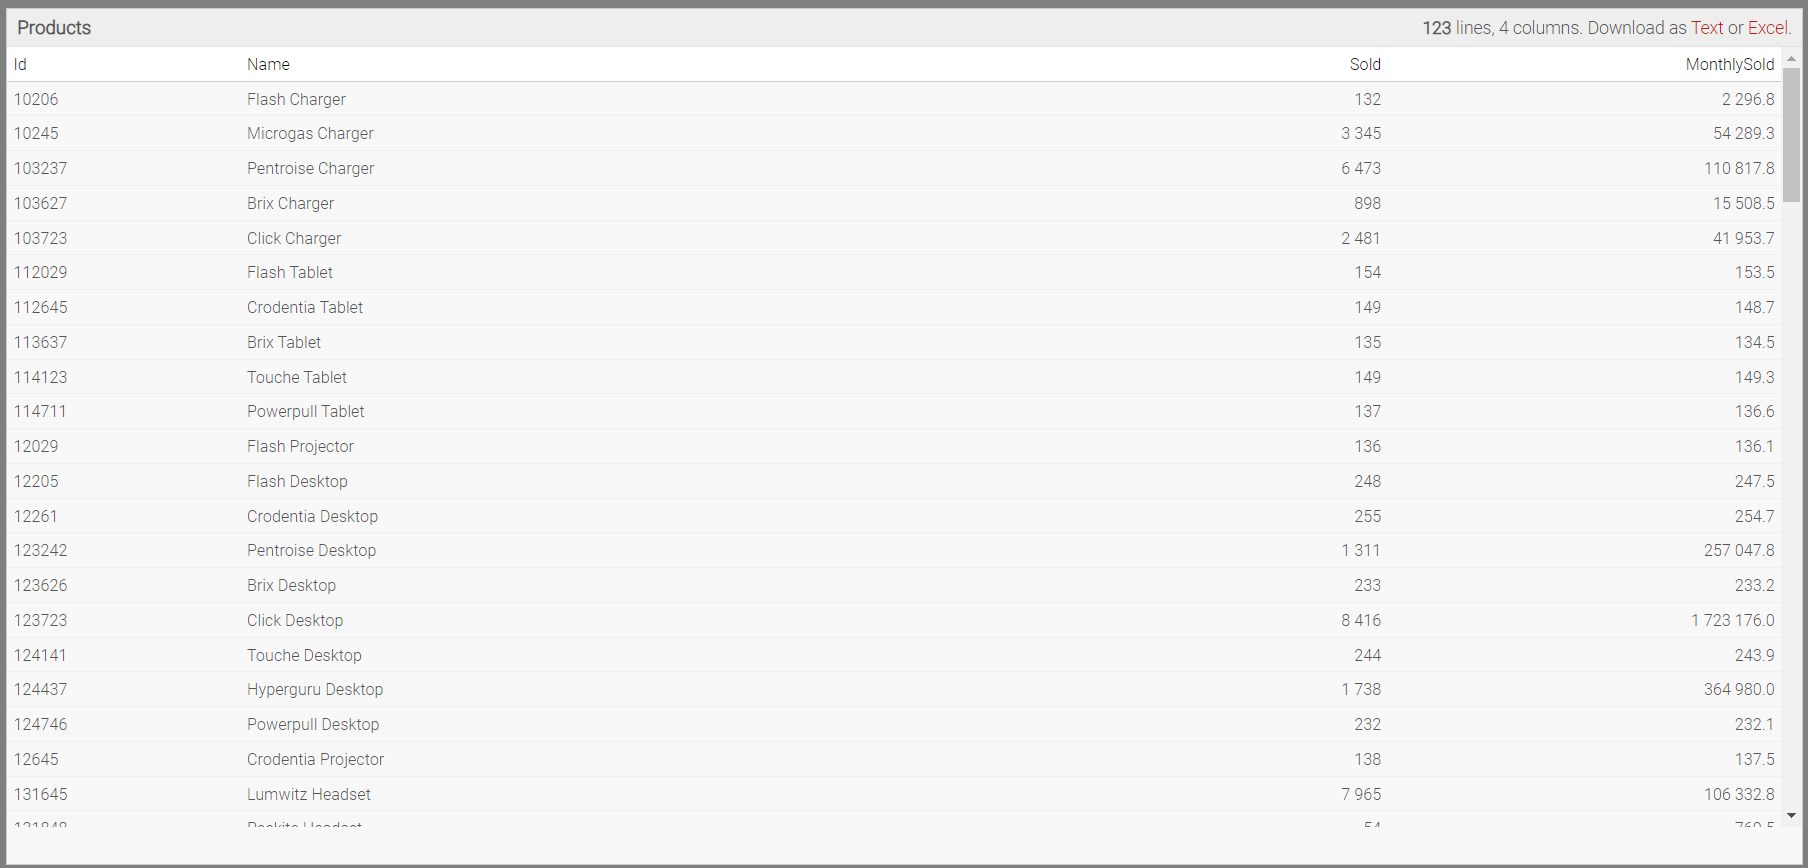 Products 123 lines, 4 columns. Download as Text or Excel.
Id Name Sold MonthlySold
10206 Flash Charger 132 2 296.8
10245 Microgas Charger 3 345 54 289.3
103237 Pentroise Charger 6 473 110 817.8
103627 Brix Charger 898 15 508.5
103723 Click Charger 2 481 41 953.7
112029 Flash Tablet 154 153.5
112645 Crodentia Tablet 149 148.7
113637 Brix Tablet 135 134.5
114123 Touche Tablet 149 149.3
114711 Powerpull Tablet 137 136.6
12029 Flash Projector 136 136.1
12205 Flash Desktop 248 247.5
12261 Crodentia Desktop 255 254.7
123242 Pentroise Desktop 1 311 257 047.8
123626 Brix Desktop 233 233.2
123723 Click Desktop 8 416 1 723 176.0
124141 Touche Desktop 244 243.9
124437 Hyperguru Desktop 1 738 364 980.0
124746 Powerpull Desktop 232 232.1
12645 Crodentia Projector 138 137.5
131645 Lumwitz Headset 7 965 106 332.8